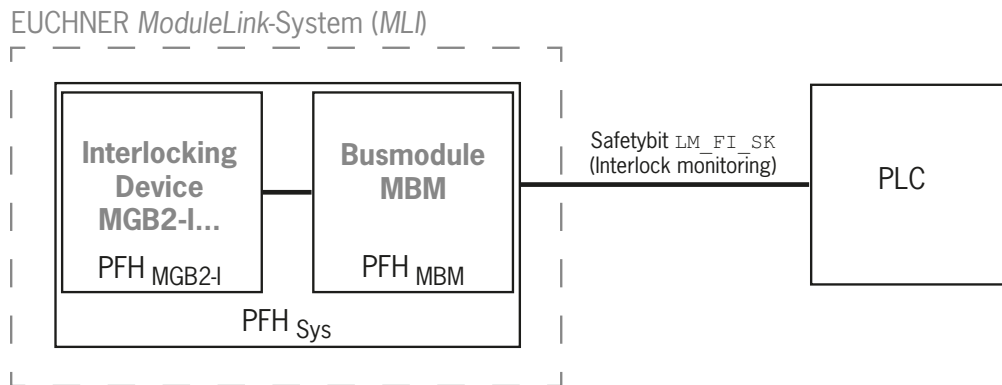 EUCHNER ModuleLink-System (MLI)
Interlocking
Device
MGB2-I...
PFH MGB2-I
Busmodule
MBM
PFH MBM
PFH Sys
Safetybit LM_FI_SK
(Interlock monitoring)
PLC